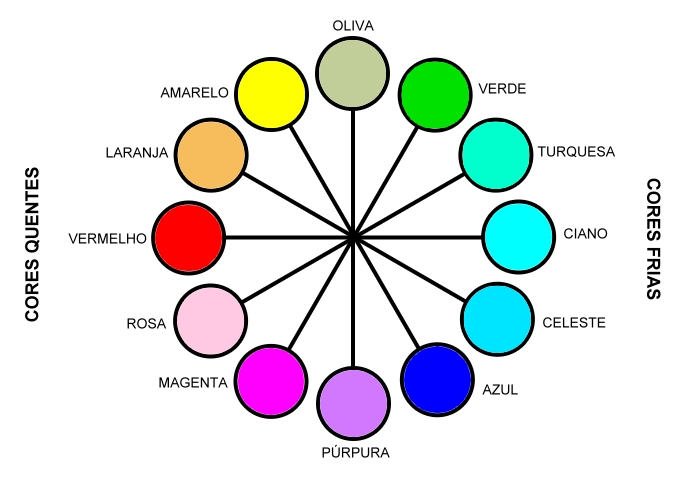 OLIVA
AMARELO
VERDE
LARANJA
TURQUESA
CORES QUENTES
VERMELHO
CIANO
CORES FRIAS
ROSA
CELESTE
MAGENTA
AZUL
PÚRPURA